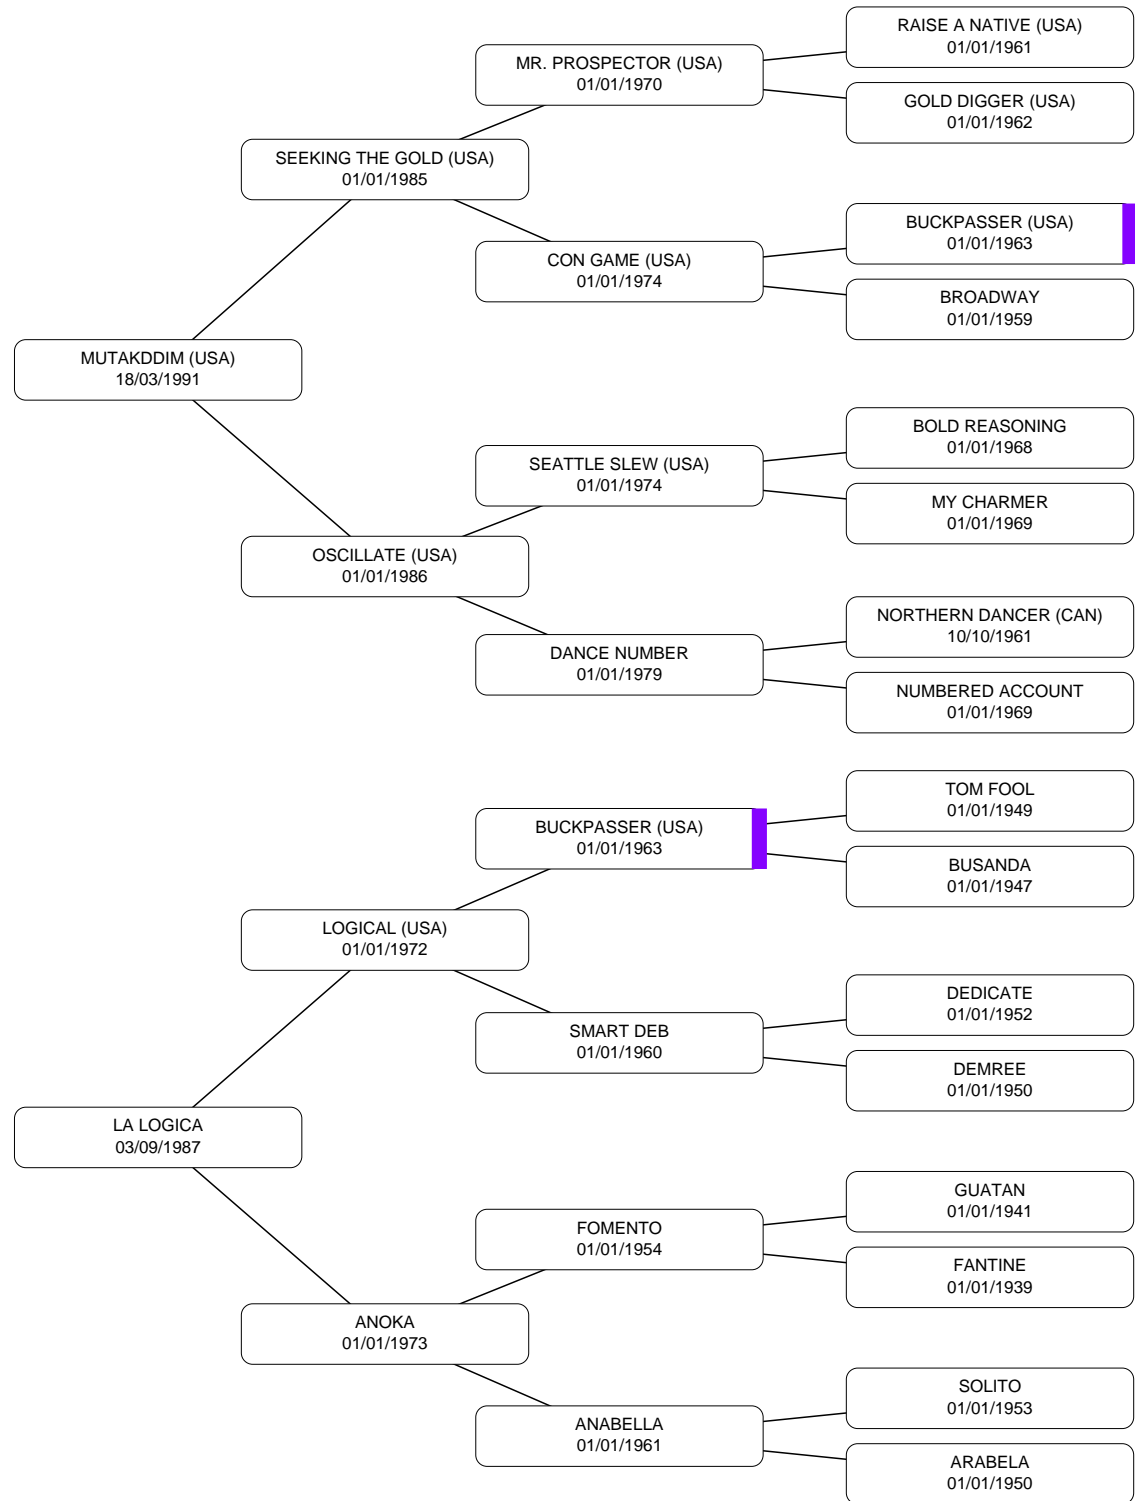 RAISE A NATIVE (USA)
01/01/1961
MR. PROSPECTOR (USA)
01/01/1970
GOLD DIGGER (USA)
01/01/1962
SEEKING THE GOLD (USA)
01/01/1985
BUCKPASSER (USA)
01/01/1963
CON GAME (USA)
01/01/1974
BROADWAY
01/01/1959
MUTAKDDIM (USA)
18/03/1991
BOLD REASONING
01/01/1968
SEATTLE SLEW (USA)
01/01/1974
MY CHARMER
01/01/1969
OSCILLATE (USA)
01/01/1986
NORTHERN DANCER (CAN)
10/10/1961
DANCE NUMBER
01/01/1979
NUMBERED ACCOUNT
01/01/1969
TOM FOOL
01/01/1949
BUCKPASSER (USA)
01/01/1963
BUSANDA
01/01/1947
LOGICAL (USA)
01/01/1972
DEDICATE
01/01/1952
SMART DEB
01/01/1960
DEMREE
01/01/1950
LA LOGICA
03/09/1987
GUATAN
01/01/1941
FOMENTO
01/01/1954
FANTINE
01/01/1939
ANOKA
01/01/1973
SOLITO
01/01/1953
ANABELLA
01/01/1961
ARABELA
01/01/1950